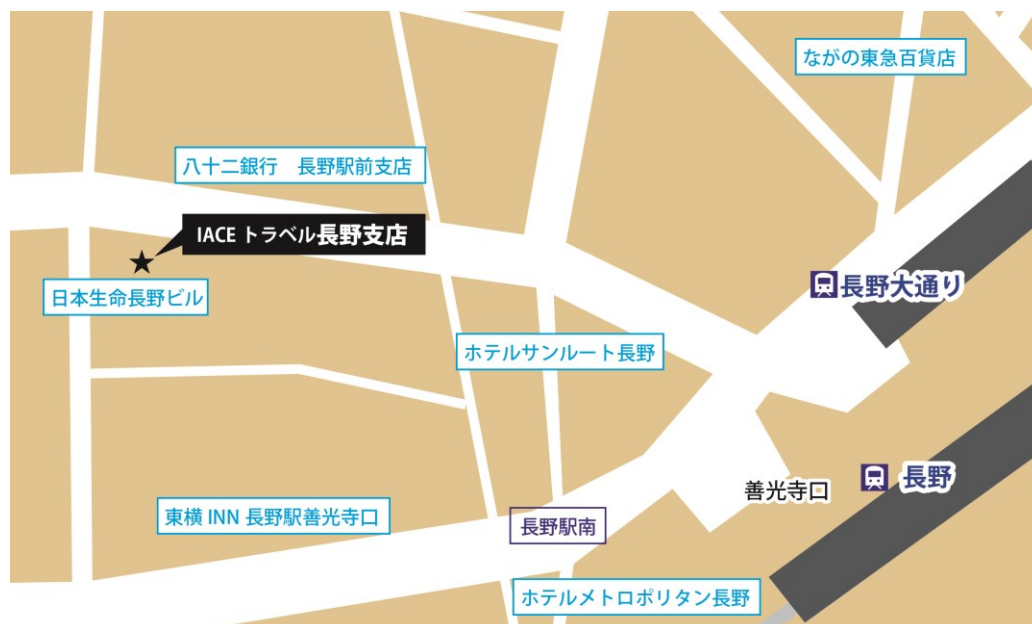 ながの東急百貨店
八十二銀行　長野駅前支店
IACE トラベル長野支店
長野大通り
日本生命長野ビル
ホテルサンルート長野
長野
善光寺口
東横 INN 長野駅善光寺口
長野駅南
ホテルメトロポリタン長野